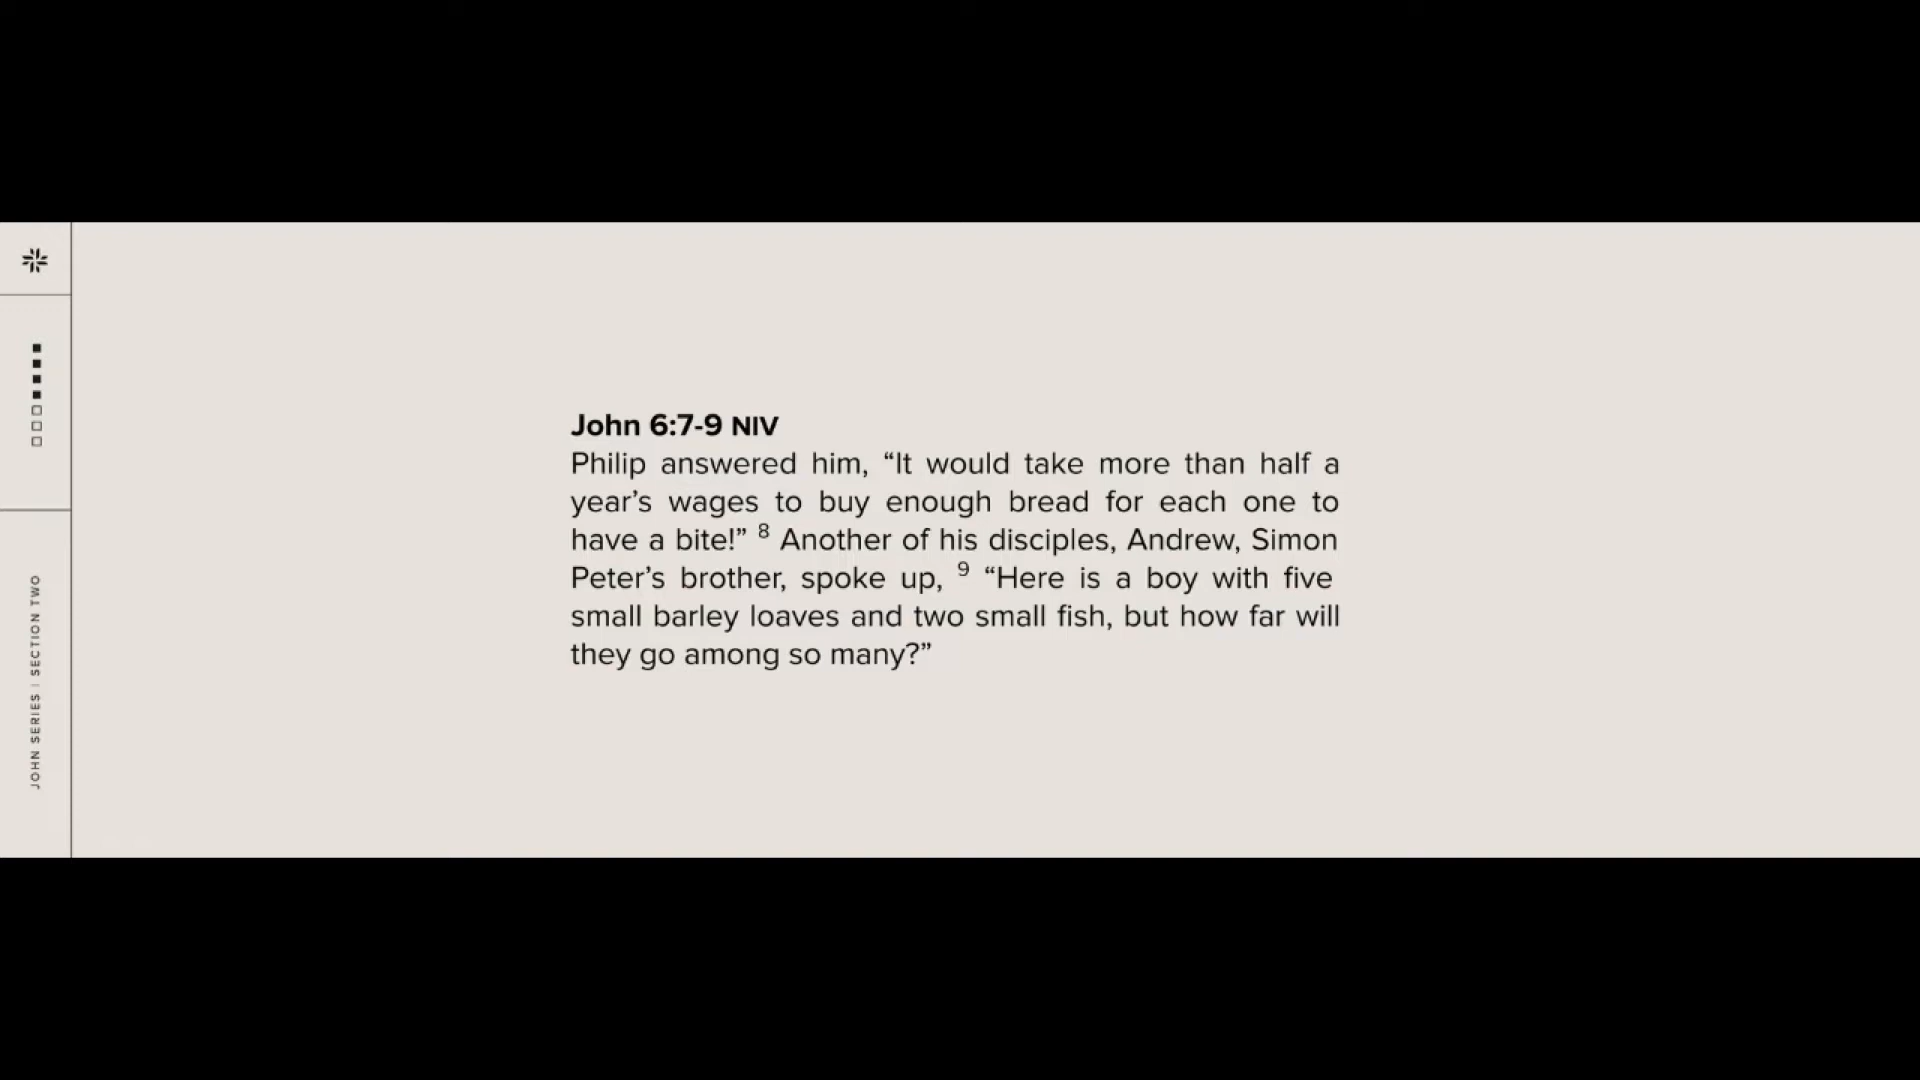 John 6:7-9 NIV
Philip answered him, “It would take more than half a
year’s wages to buy enough bread for each one to
have a bite!” ⁸ Another of his disciples, Andrew, Simon
Peter’s brother, spoke up, ⁹ “Here is a boy with five
small barley loaves and two small fish, but how far will
they go among so many?”
JOHN SERIES | SECTION TWO